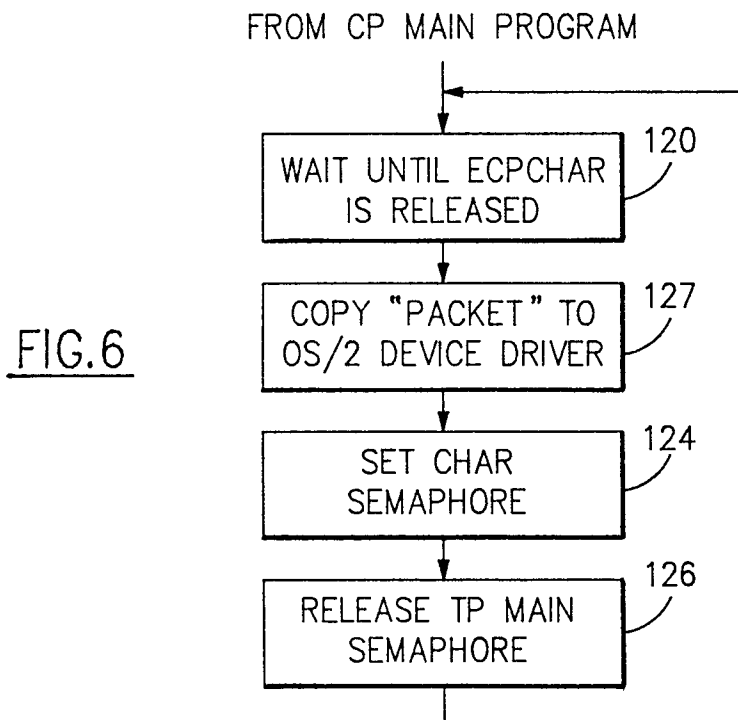 FROM CP MAIN PROGRAM
WAIT UNTIL ECPCHAR
IS RELEASED
120
COPY "PACKET" TO
OS/2 DEVICE DRIVER
127
FIG.6
SET CHAR
SEMAPHORE
124
RELEASE TP MAIN
SEMAPHORE
126